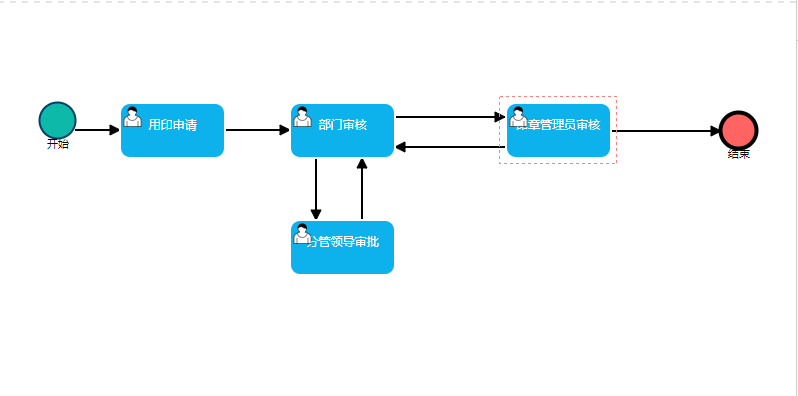 开始
用印申请
部门审核
章管理员审核
结束
分管领导审批